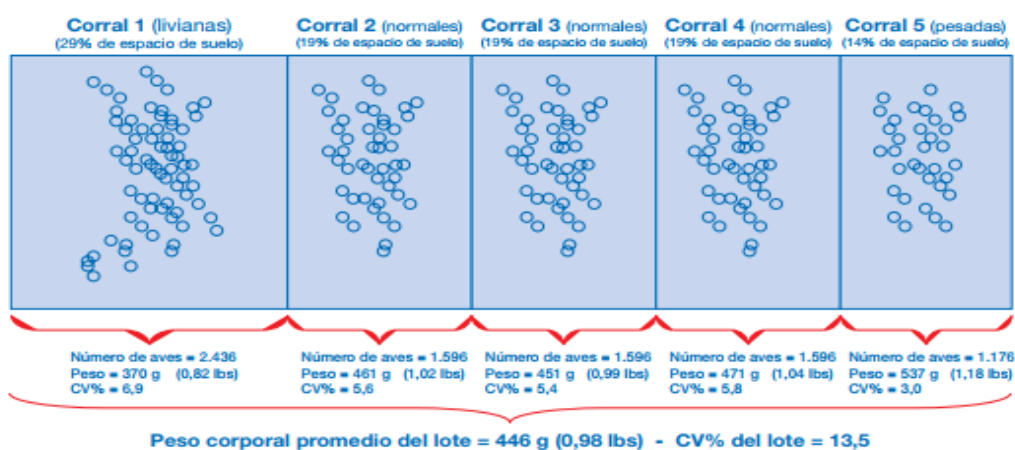 Corral 1 (livianas)
(29% de espacio de suelo)
Corral 2 (normales)
(19% de espacio de suelo)
Corral 3 (normales)
(19% de espacio de suelo)
Corral 4 (normales)
(19% de espacio de suelo)
Corral 5 (pesadas)
(14% de espacio de suelo)
Número de aves = 2.436
Peso = 370 g (0,82 lbs)
CV% = 6,9
Número de aves = 1.596
Peso = 461 g (1,02 lbs)
CV% = 5,6
Número de aves = 1.596
Peso = 451 g (0,99 lbs)
CV% = 5,4
Número de aves = 1.596
Peso = 471 g (1,04 lbs)
CV% = 5,8
Número de aves = 1.176
Peso = 537 g (1,18 lbs)
CV% = 3,0
Peso corporal promedio del lote = 446 g (0,98 lbs) - CV% del lote = 13,5